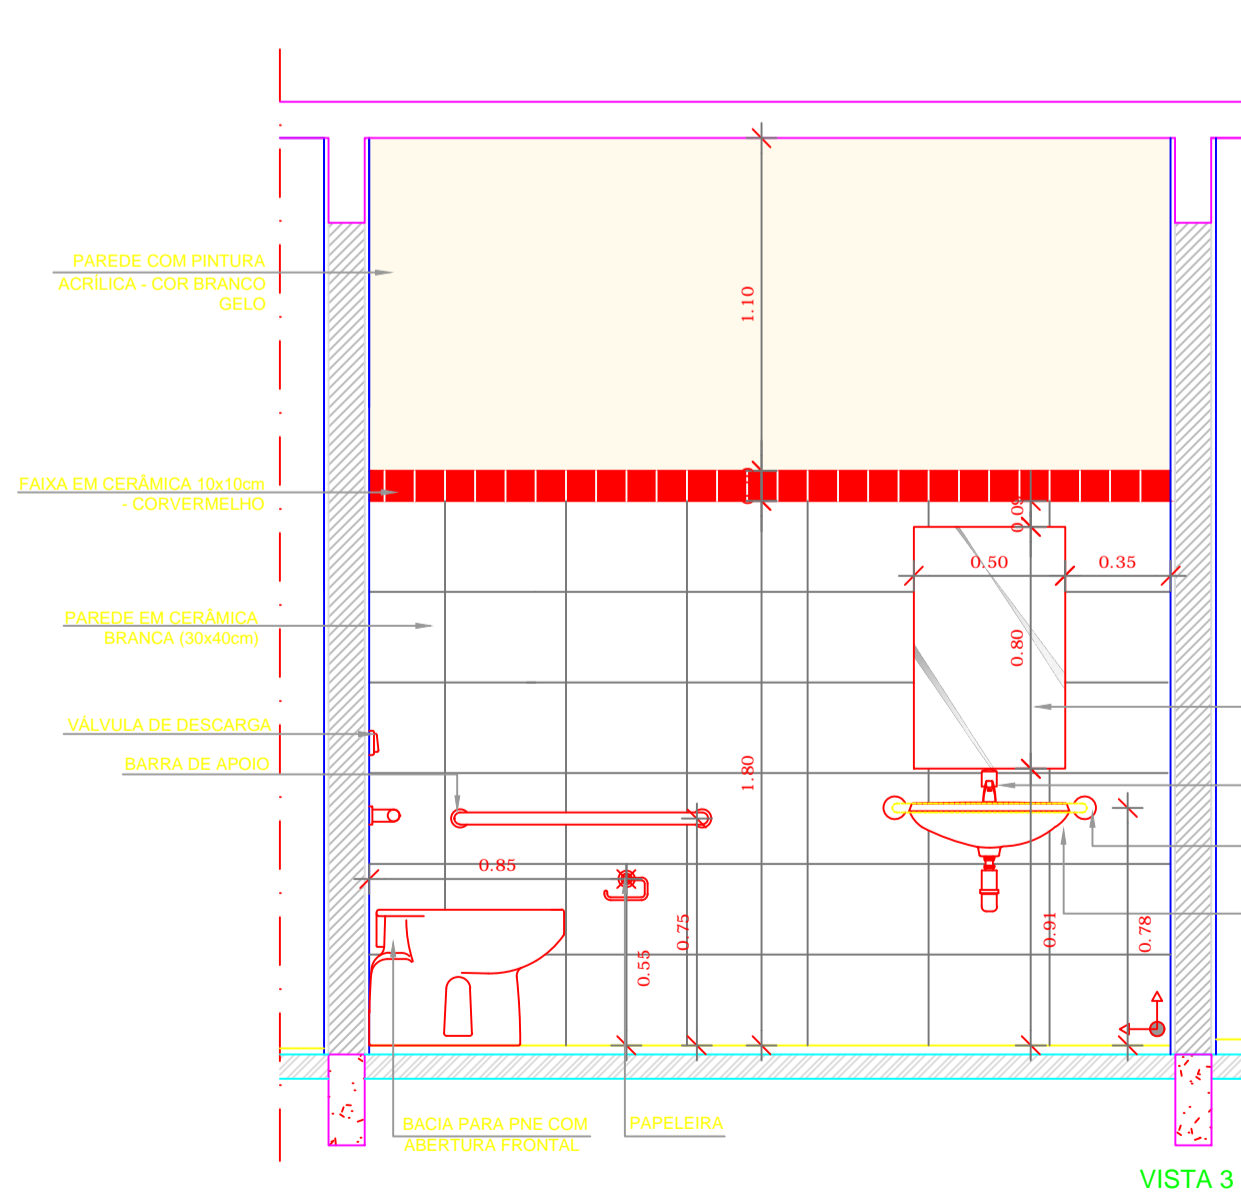 PAREDE COM PINTURA
ACRÍLICA - COR BRANCO
GELO
1.10
FAIXA EM CERÂMICA 10x10cm
- CORVERMELHO
0.09
0.50
0.35
PAREDE EM CERÂMICA
BRANCA (30x40cm)
0.80
VÁLVULA DE DESCARGA
BARRA DE APOIO
1.80
0.85
0.75
0.55
0.91
0.78
BACIA PARA PNE COM
ABERTURA FRONTAL
PAPELEIRA
VISTA 3